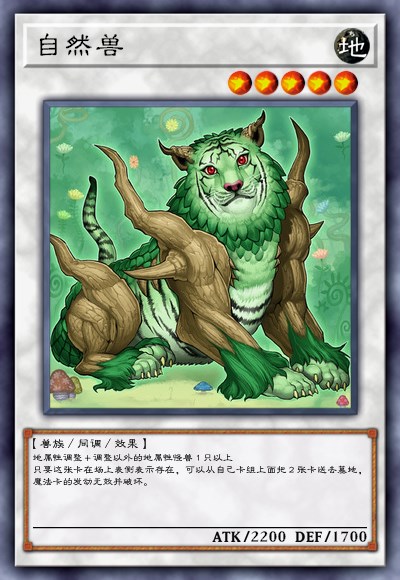 自然兽
地
【兽族／同调／效果】
地属性调整＋调整以外的地属性怪兽１只以上
只要这张卡在场上表侧表示存在，可以从自己卡组上面把２张卡送去墓地，
魔法卡的发动无效并破坏。
ATK/2200 DEF/1700